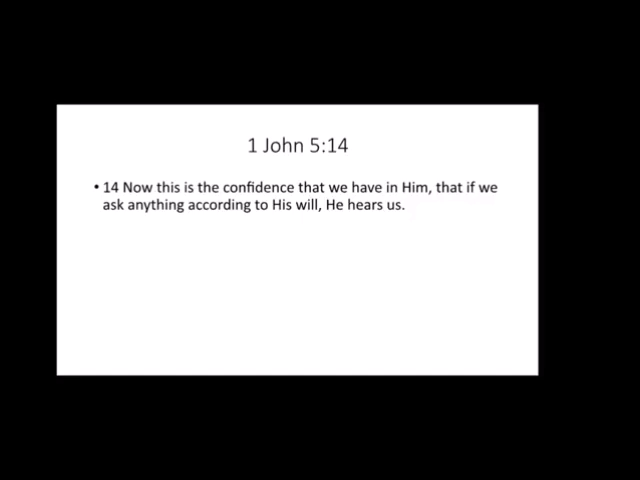 1 John 5:14
• 14 Now this is the confidence that we have in Him, that if we
ask anything according to His will, He hears us.